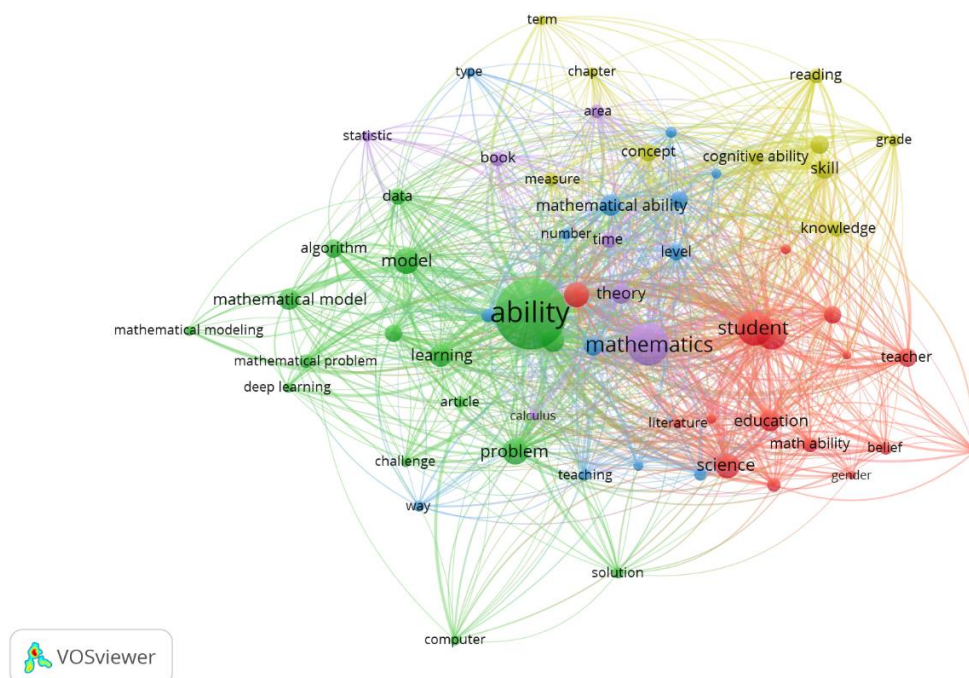 term
type
chapter
reading
area
statistic
grade
book
concept
cognitive ability
skill
measure
data
mathematical ability
number
time
knowledge
algorithm
model
level
mathematical model
theory
ability
mathematical modeling
mathematics
student
learning
mathematical problem
teacher
deep learning
article
calculus
literature
education
problem
math ability
belief
challenge
science
teaching
gender
way
solution
computer
VOSviewer